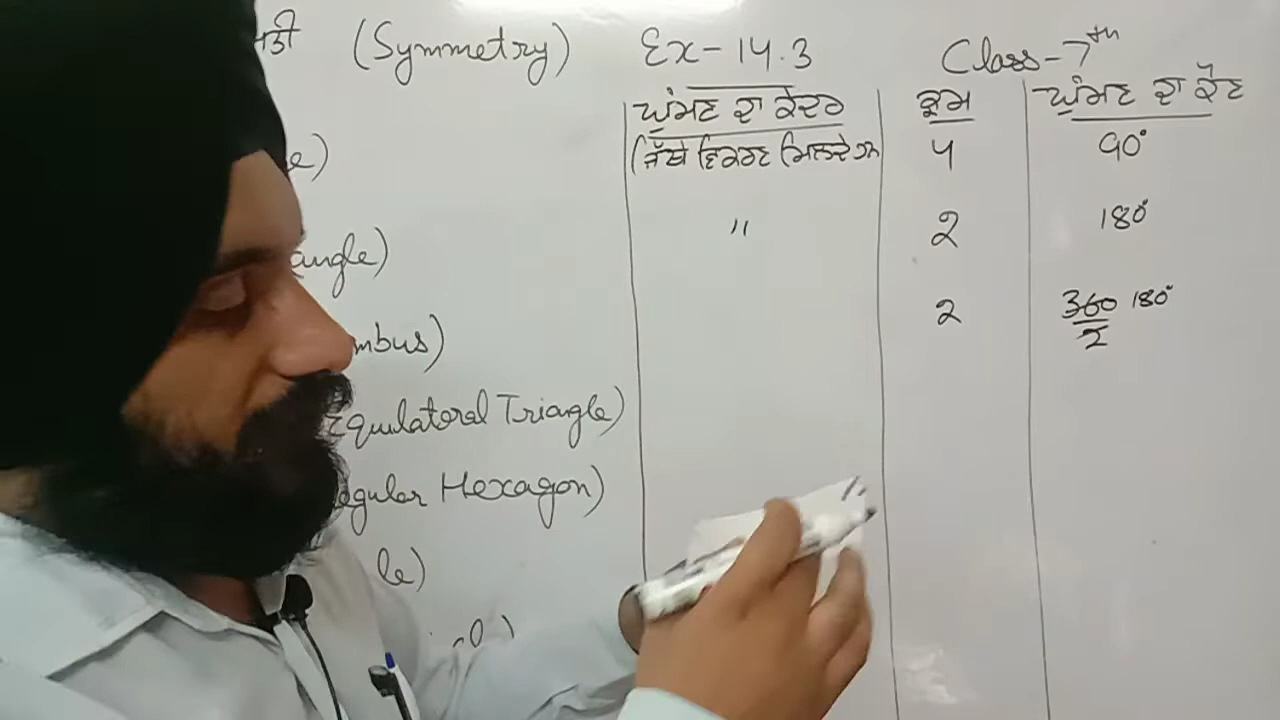 (Symmetry) Ex-14.3 Class-7th
ਘੁੰਮਣ ਦਾ ਕੇਂਦਰ ਕ੍ਰਮ ਘੁੰਮਣ ਦਾ ਕੋਣ
e) (ਜਿੱਥੇ ਵਿਕਰਣ ਮਿਲਦੇ ਹਨ 4 90°
angle) " 2 180°
mbus) 2 360/2 180°
Equilateral Triangle)
egular Hexagon)
le)